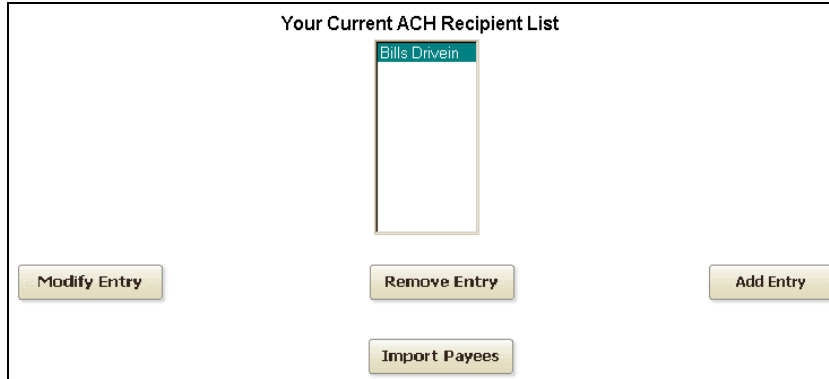 Your Current ACH Recipient List
Bills Drivein
Modify Entry
Remove Entry
Add Entry
Import Payees